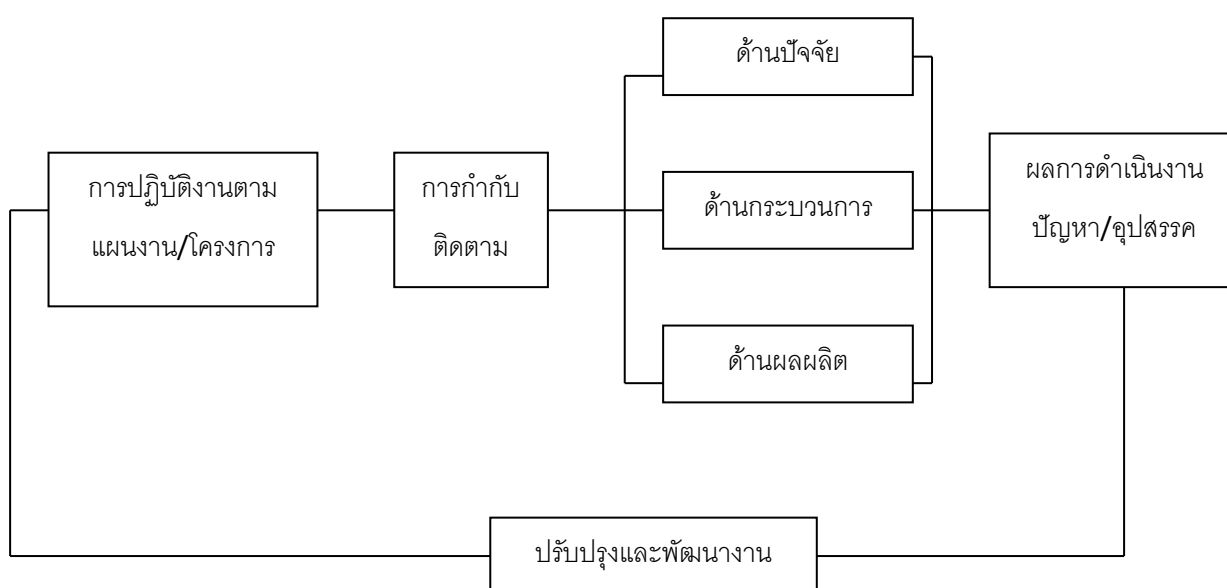 ด้านปัจจัย
การปฏิบัติงานตาม
แผนงาน/โครงการ
การกำกับ
ติดตาม
ด้านกระบวนการ
ผลการดำเนินงาน
ปัญหา/อุปสรรค
ด้านผลผลิต
ปรับปรุงและพัฒนางาน